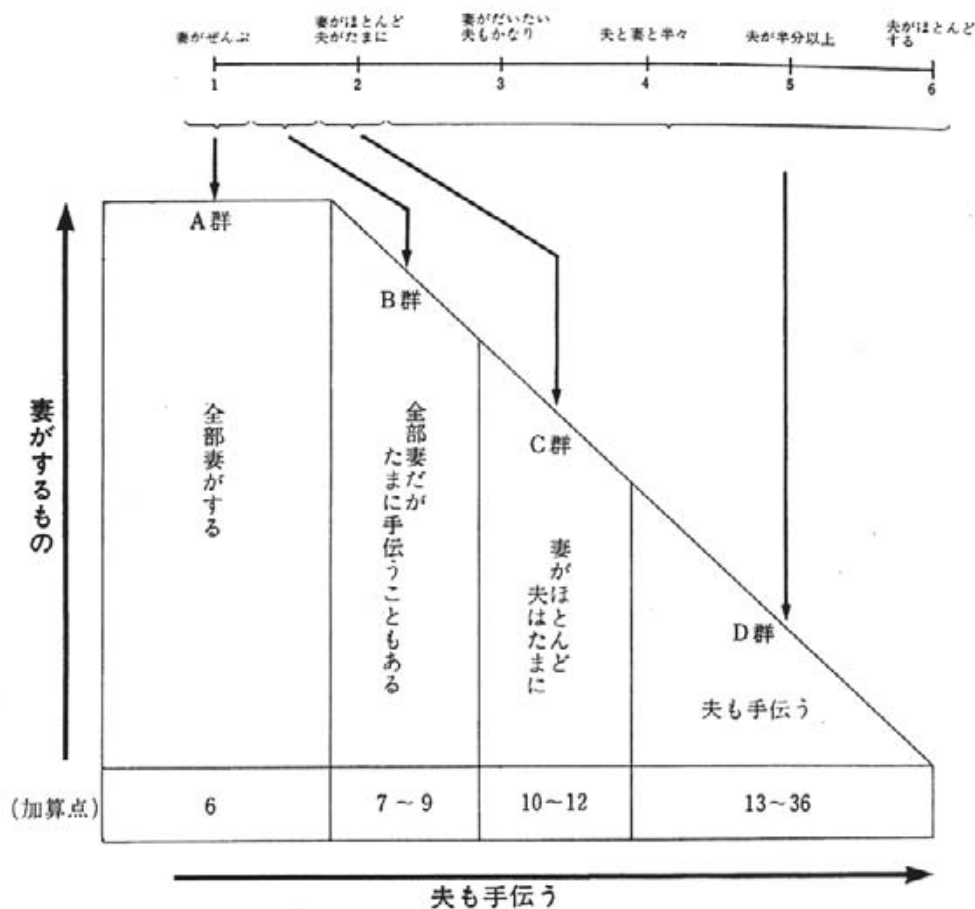 妻がぜんぶ
妻がほとんど
夫がたまに
妻がだいたい
夫もかなり
夫と妻と半々
夫が半分以上
夫がほとんど
する
1
2
3
4
5
6
A群
B群
C群
D群
妻がするもの
全部妻がする
全部妻だが
たまに手伝うこともある
妻がほとんど
夫はたまに
夫も手伝う
(加算点)
6
7～9
10～12
13～36
夫も手伝う